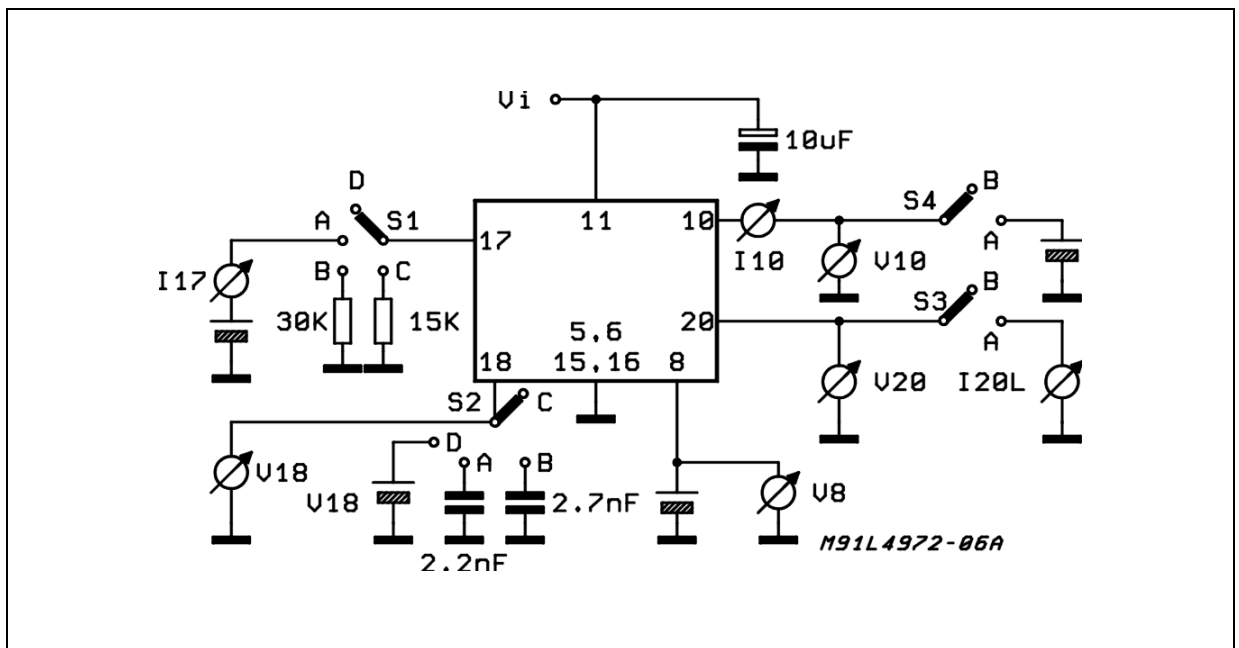 Vi
10uF
D
A
S1
11
10
S4
B
17
I10
V10
A
I17
B
C
30K
15K
20
S3
B
5,6
A
18
15,16
8
V20
I20L
S2
C
D
V18
A
B
V18
2.7nF
V8
M91L4972-06A
2.2nF